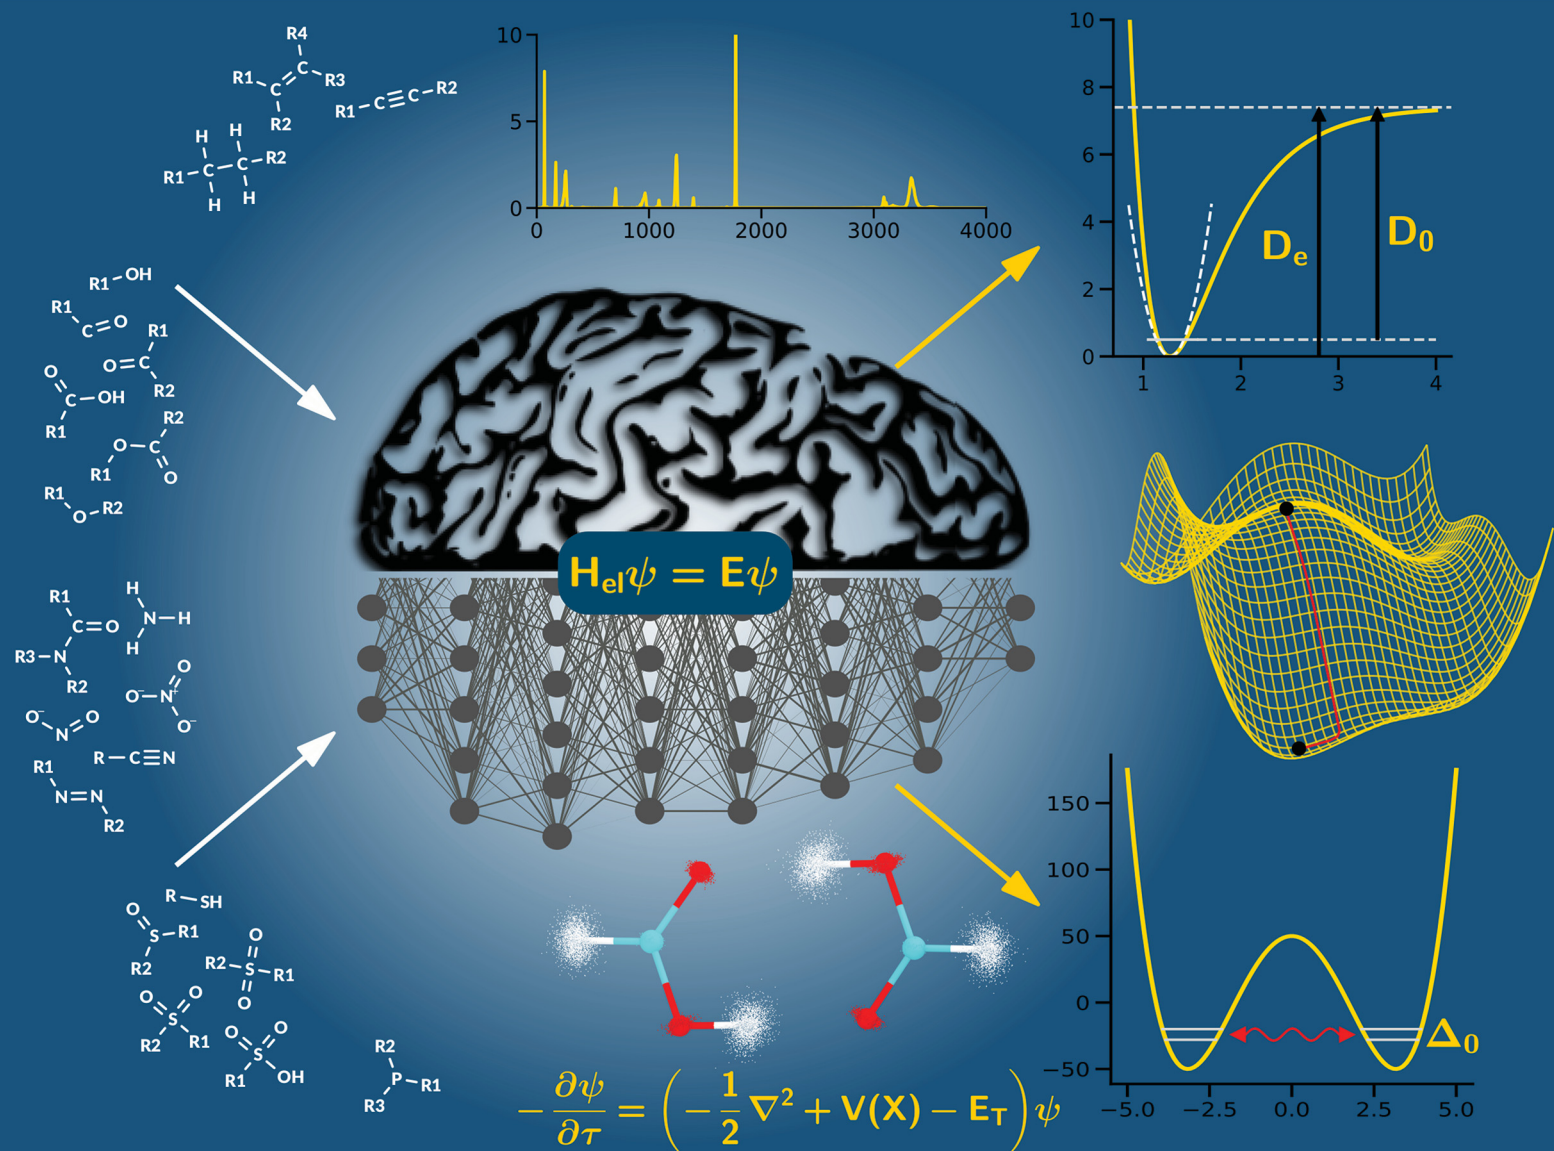 R4
R1 C C R3
R2
R1 C C R2
H H
R1 C C R2
H H
10
5
0
0 1000 2000 3000 4000
10
8
6
4
2
0
1 2 3 4
De
D0
R1 OH
R1
C O
R1
O C
R2
O
C OH
R1
R2
O C
R1 O
R1
O R2
Helψ = Eψ
R1
C O
R3 N
R2
H
N H
H
O
O⁻ N⁺
O⁻
O⁻ O
N
R C N
R1
N N
R2
R SH
O
S R1
R2
O
R2 S R1
O
O O
S
R2 R1
O O
S
R1 OH
R2
P R1
R3
150
100
50
0
−50
−5.0 −2.5 0.0 2.5 5.0
Δ0
− ∂ψ/∂τ = ( − 1/2 ∇² + V(X) − ET ) ψ